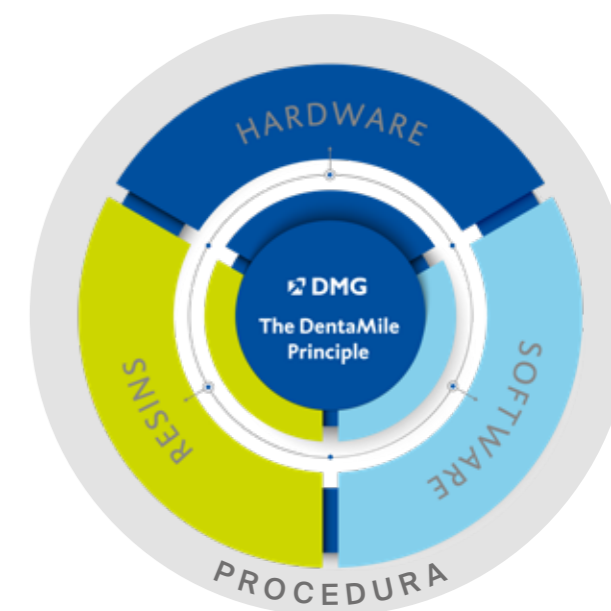 HARDWARE
DMG
The DentaMile
Principle
RESINS
SOFTWARE
PROCEDURA